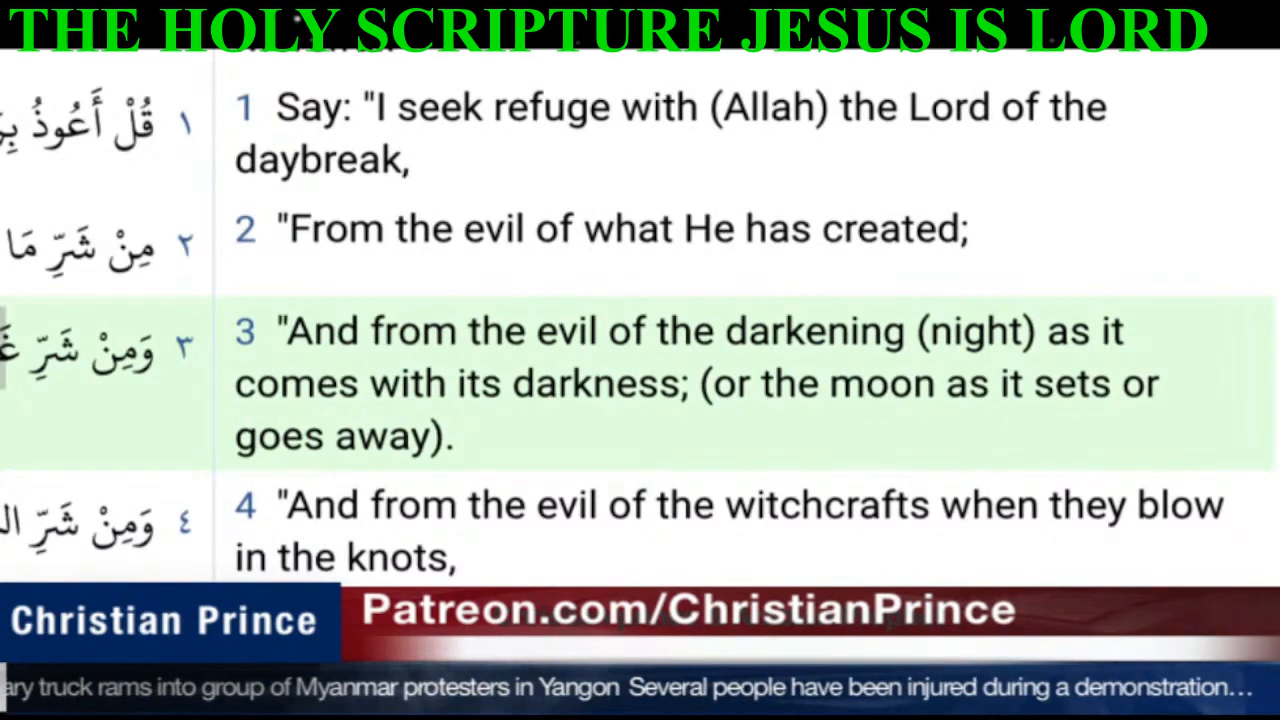 THE HOLY SCRIPTURE JESUS IS LORD
١ قُلْ أَعُوذُ
1 Say: "I seek refuge with (Allah) the Lord of the
daybreak,
٢ مِنْ شَرِّ مَا
2 "From the evil of what He has created;
٣ وَمِنْ شَرِّ
3 "And from the evil of the darkening (night) as it
comes with its darkness; (or the moon as it sets or
goes away).
٤ وَمِنْ شَرِّ
4 "And from the evil of the witchcrafts when they blow
in the knots,
Christian Prince
Patreon.com/ChristianPrince
ary truck rams into group of Myanmar protesters in Yangon Several people have been injured during a demonstration…